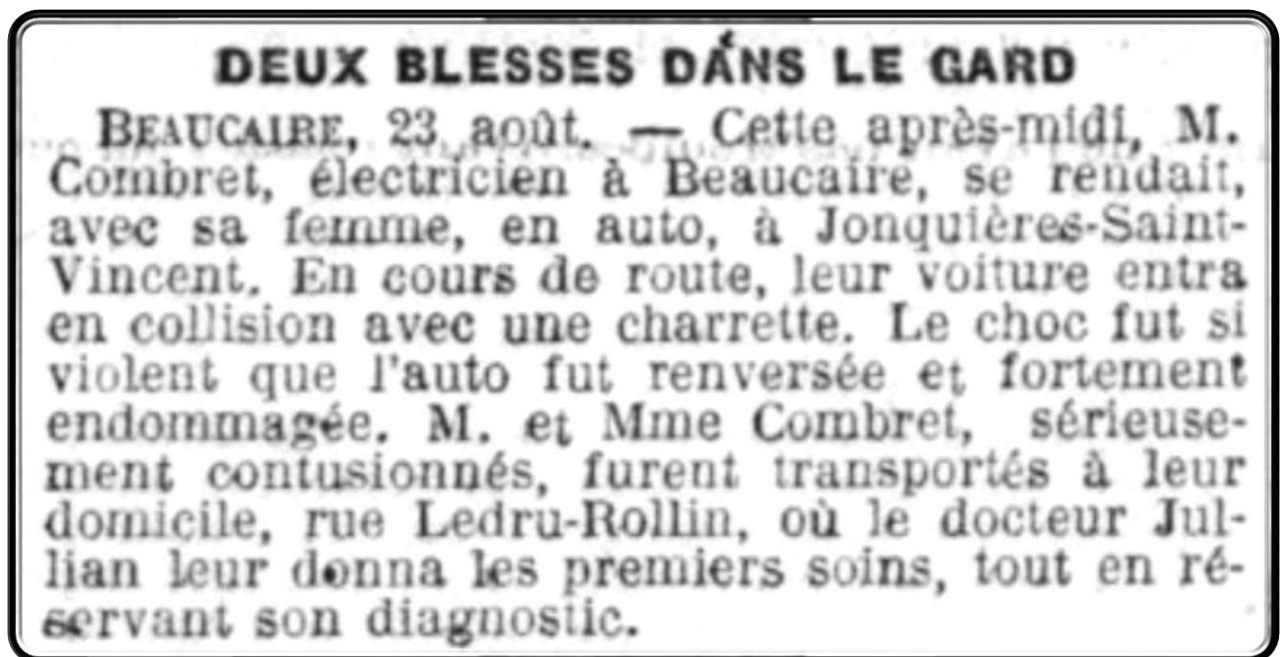 DEUX BLESSES DANS LE GARD
BEAUCAIRE, 23 août. — Cette après-midi, M.
Combret, électricien à Beaucaire, se rendait,
avec sa femme, en auto, à Jonquières-Saint-
Vincent. En cours de route, leur voiture entra
en collision avec une charrette. Le choc fut si
violent que l'auto fut renversée et fortement
endommagée. M. et Mme Combret, sérieuse-
ment contusionnés, furent transportés à leur
domicile, rue Ledru-Rollin, où le docteur Jul-
lian leur donna les premiers soins, tout en ré-
servant son diagnostic.